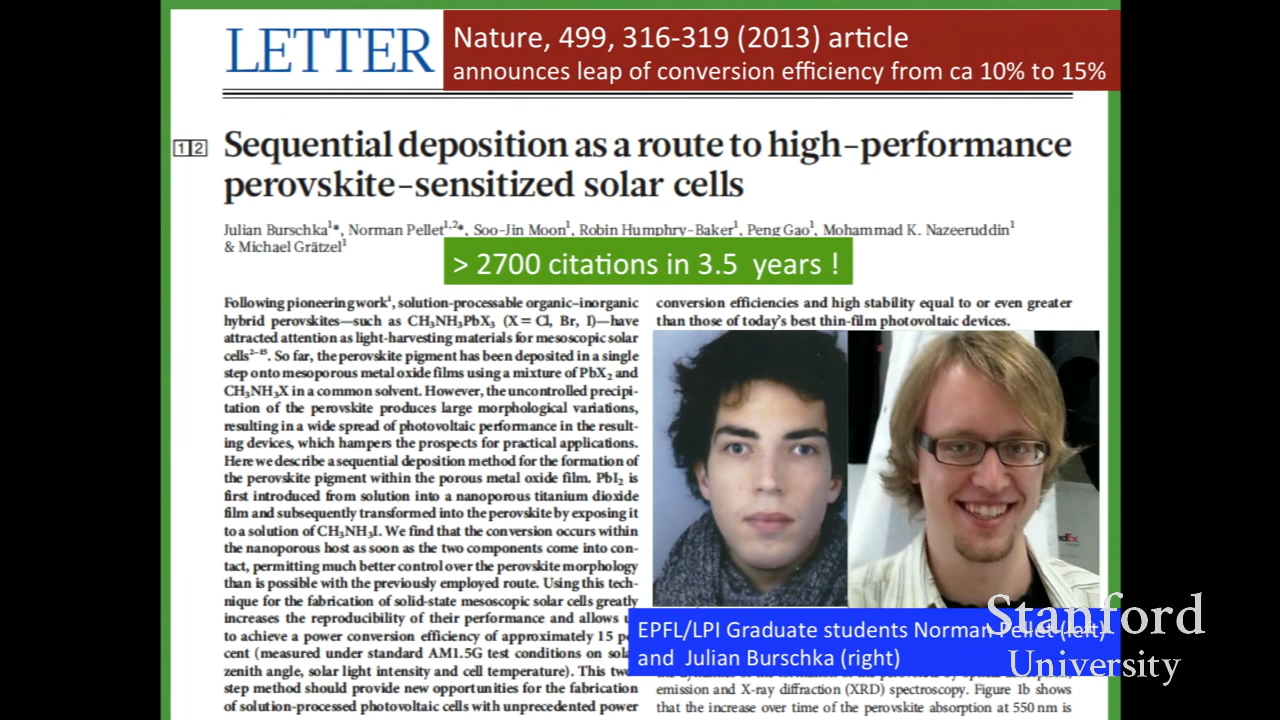 LETTER
Nature, 499, 316-319 (2013) article
announces leap of conversion efficiency from ca 10% to 15%
1 2
Sequential deposition as a route to high-performance
perovskite-sensitized solar cells
Julian Burschka¹*, Norman Pellet¹,²*, Soo-Jin Moon¹, Robin Humphry-Baker¹, Peng Gao¹, Mohammad K. Nazeeruddin¹
& Michael Grätzel¹
> 2700 citations in 3.5 years !
Following pioneering work¹, solution-processable organic–inorganic
hybrid perovskites—such as CH₃NH₃PbX₃ (X = Cl, Br, I)—have
attracted attention as light-harvesting materials for mesoscopic solar
cells²⁻¹⁵. So far, the perovskite pigment has been deposited in a single
step onto mesoporous metal oxide films using a mixture of PbX₂ and
CH₃NH₃X in a common solvent. However, the uncontrolled precipi-
tation of the perovskite produces large morphological variations,
resulting in a wide spread of photovoltaic performance in the result-
ing devices, which hampers the prospects for practical applications.
Here we describe a sequential deposition method for the formation of
the perovskite pigment within the porous metal oxide film. PbI₂ is
first introduced from solution into a nanoporous titanium dioxide
film and subsequently transformed into the perovskite by exposing it
to a solution of CH₃NH₃I. We find that the conversion occurs within
the nanoporous host as soon as the two components come into con-
tact, permitting much better control over the perovskite morphology
than is possible with the previously employed route. Using this tech-
nique for the fabrication of solid-state mesoscopic solar cells greatly
increases the reproducibility of their performance and allows
to achieve a power conversion efficiency of approximately 15
cent (measured under standard AM1.5G test conditions on
zenith angle, solar light intensity and cell temperature). This
step method should provide new opportunities for the fabrication
of solution-processed photovoltaic cells with unprecedented power
conversion efficiencies and high stability equal to or even greater
than those of today's best thin-film photovoltaic devices.
EPFL/LPI Graduate students Norman Pellet (left)
and Julian Burschka (right)
Stanford
University
emission and X-ray diffraction (XRD) spectroscopy. Figure 1b shows
that the increase over time of the perovskite absorption at 550 nm is